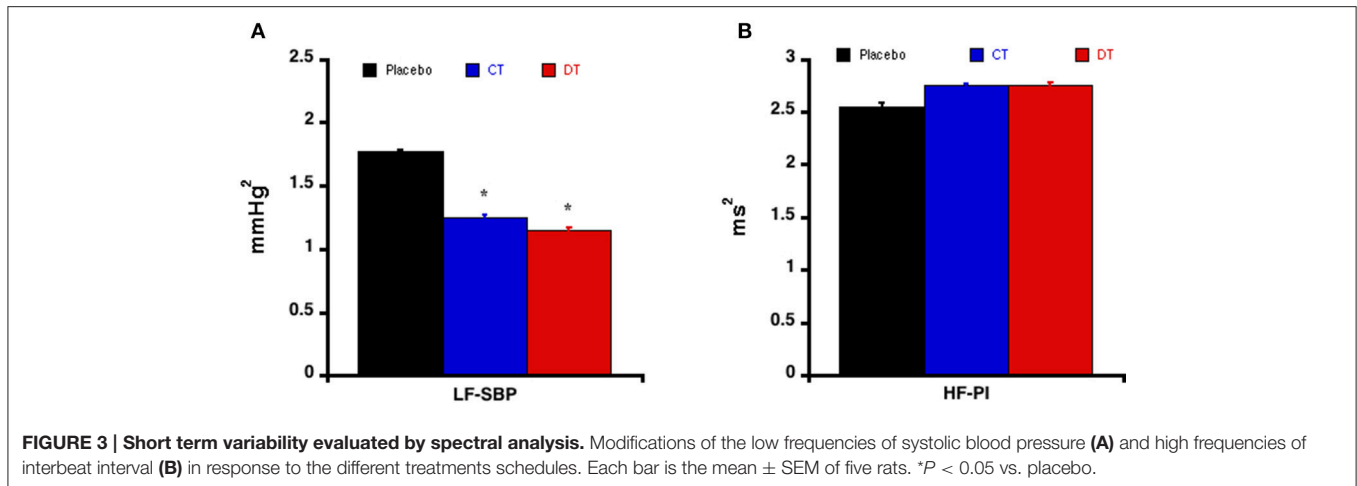 A
B
2.5
2
1.5
1
0.5
0
mmHg²
Placebo CT DT
*
*
LF-SBP
3
2.5
2
1.5
1
0.5
0
ms²
Placebo CT DT
HF-PI
FIGURE 3 | Short term variability evaluated by spectral analysis. Modifications of the low frequencies of systolic blood pressure (A) and high frequencies of
interbeat interval (B) in response to the different treatments schedules. Each bar is the mean ± SEM of five rats. *P < 0.05 vs. placebo.